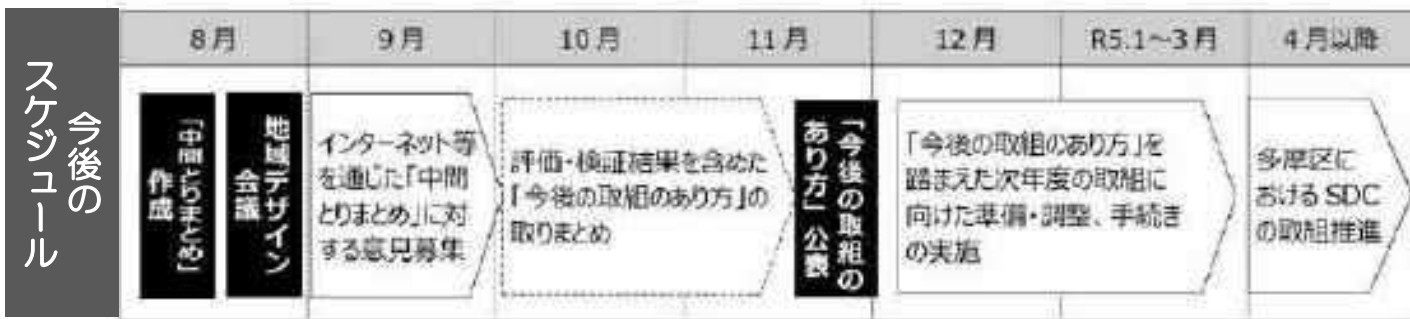 今後の
スケジュール
8月
9月
10月
11月
12月
R5.1～3月
4月以降
「中間とりまとめ」
作成
地域デザイン
会議
インターネット等
を通じた「中間
とりまとめ」に対
する意見募集
評価・検証結果を含めた
「今後の取組のあり方」の
取りまとめ
「今後の取組の
あり方」公表
「今後の取組のあり方」を
踏まえた次年度の取組に
向けた準備・調整、手続き
の実施
多摩区に
おける SDC
の取組推進